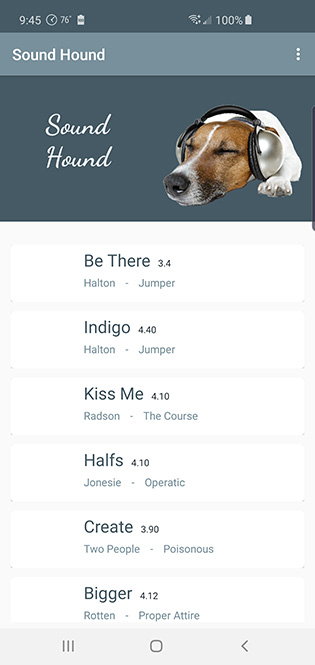 9:45 76° 100%
Sound Hound
Sound
Hound
Be There 3.4
Halton - Jumper
Indigo 4.40
Halton - Jumper
Kiss Me 4.10
Radson - The Course
Halfs 4.10
Jonesie - Operatic
Create 3.90
Two People - Poisonous
Bigger 4.12
Rotten - Proper Attire